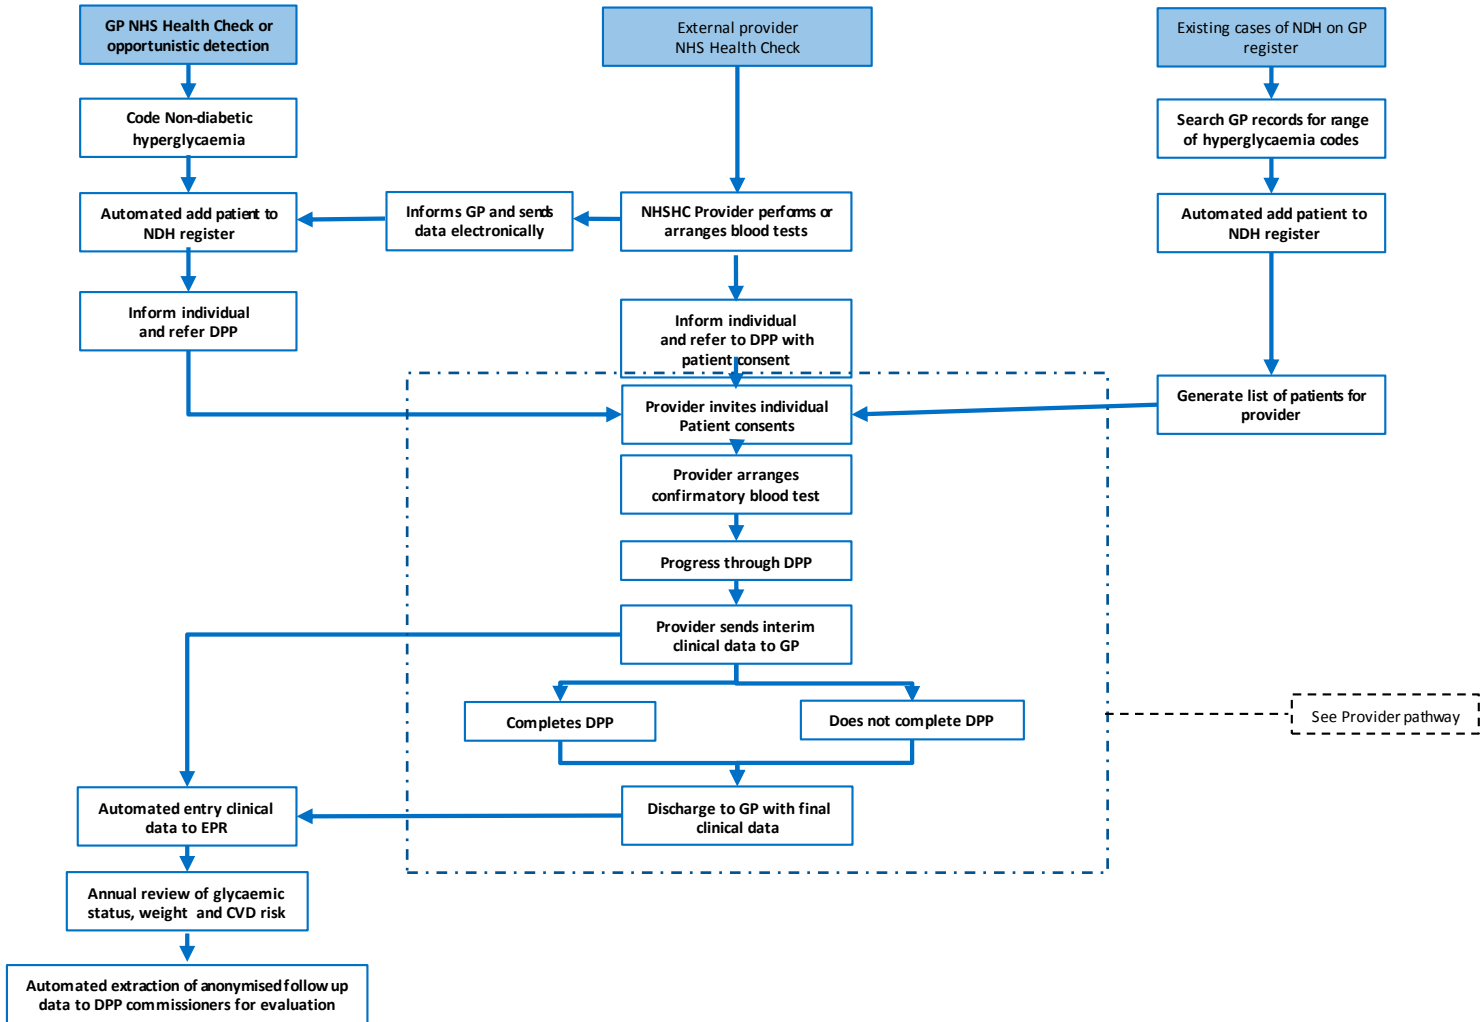 GP NHS Health Check or
opportunistic detection
External provider
NHS Health Check
Existing cases of NDH on GP
register
Code Non-diabetic
hyperglycaemia
Search GP records for range
of hyperglycaemia codes
Automated add patient to
NDH register
Informs GP and sends
data electronically
NHSHC Provider performs or
arranges blood tests
Automated add patient to
NDH register
Inform individual
and refer DPP
Inform individual
and refer to DPP with
patient consent
Provider invites individual
Patient consents
Generate list of patients for
provider
Provider arranges
confirmatory blood test
Progress through DPP
Provider sends interim
clinical data to GP
Completes DPP
Does not complete DPP
See Provider pathway
Automated entry clinical
data to EPR
Discharge to GP with final
clinical data
Annual review of glycaemic
status, weight and CVD risk
Automated extraction of anonymised follow up
data to DPP commissioners for evaluation